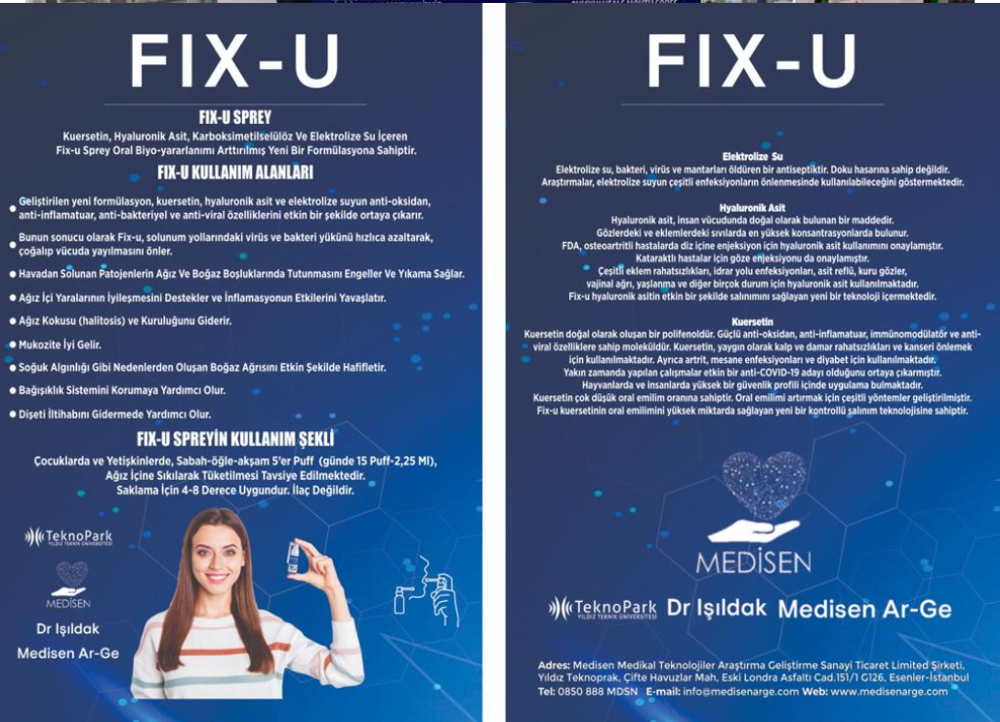 FIX-U
FIX-U SPREY
Kuersetin, Hyaluronik Asit, Karboksimetilselülöz Ve Elektrolize Su İçeren
Fix-u Sprey Oral Biyo-yararlanımı Arttırılmış Yeni Bir Formülasyona Sahiptir.
FIX-U KULLANIM ALANLARI
Geliştirilen yeni formülasyon, kuersetin, hyaluronik asit ve elektrolize suyun anti-oksidan,
anti-inflamatuar, anti-bakteriyel ve anti-viral özelliklerini etkin bir şekilde ortaya çıkarır.
Bunun sonucu olarak Fix-u, solunum yollarındaki virüs ve bakteri yükünü hızlıca azaltarak,
çoğalıp vücuda yayılmasını önler.
Havadan Solunan Patojenlerin Ağız Ve Boğaz Boşluklarında Tutunmasını Engeller Ve Yıkama Sağlar.
Ağız İçi Yaralarının İyileşmesini Destekler ve İnflamasyonun Etkilerini Yavaşlatır.
Ağız Kokusu (halitosis) ve Kuruluğunu Giderir.
Mukozite İyi Gelir.
Soğuk Algınlığı Gibi Nedenlerden Oluşan Boğaz Ağrısını Etkin Şekilde Hafifletir.
Bağışıklık Sistemini Korumaya Yardımcı Olur.
Dişeti İltihabını Gidermede Yardımcı Olur.
FIX-U SPREYİN KULLANIM ŞEKLİ
Çocuklarda ve Yetişkinlerde, Sabah-öğle-akşam 5'er Puff (günde 15 Puff-2,25 Ml),
Ağız İçine Sıkılarak Tüketilmesi Tavsiye Edilmektedir.
Saklama İçin 4-8 Derece Uygundur. İlaç Değildir.
TeknoPark
YILDIZ TEKNİK ÜNİVERSİTESİ
MEDİSEN
Dr Işıldak
Medisen Ar-Ge
FIX-U
Elektrolize Su
Elektrolize su, bakteri, virüs ve mantarları öldüren bir antiseptiktir. Doku hasarına sahip değildir.
Araştırmalar, elektrolize suyun çeşitli enfeksiyonların önlenmesinde kullanılabileceğini göstermektedir.
Hyaluronik Asit
Hyaluronik asit, insan vücudunda doğal olarak bulunan bir maddedir.
Gözlerdeki ve eklemlerdeki sıvılarda en yüksek konsantrasyonlarda bulunur.
FDA, osteoartritli hastalarda diz içine enjeksiyon için hyaluronik asit kullanımını onaylamıştır.
Kataraktlı hastalar için göze enjeksiyonu da onaylamıştır.
Çeşitli eklem rahatsızlıkları, idrar yolu enfeksiyonları, asit reflü, kuru gözler,
vajinal ağrı, yaşlanma ve diğer birçok durum için hyaluronik asit kullanılmaktadır.
Fix-u hyaluronik asitin etkin bir şekilde salınımını sağlayan yeni bir teknoloji içermektedir.
Kuersetin
Kuersetin doğal olarak oluşan bir polifenoldür. Güçlü anti-oksidan, anti-inflamatuar, immünomodülatör ve anti-
viral özelliklere sahip moleküldür. Kuersetin, yaygın olarak kalp ve damar rahatsızlıkları ve kanseri önlemek
için kullanılmaktadır. Ayrıca artrit, mesane enfeksiyonları ve diyabet için kullanılmaktadır.
Yakın zamanda yapılan çalışmalar etkin bir anti-COVID-19 adayı olduğunu ortaya çıkarmıştır.
Hayvanlarda ve insanlarda yüksek bir güvenlik profili içinde uygulama bulmaktadır.
Kuersetin çok düşük oral emilim oranına sahiptir. Oral emilimi artırmak için çeşitli yöntemler geliştirilmiştir.
Fix-u kuersetinin oral emilimini yüksek miktarda sağlayan yeni bir kontrollü salınım teknolojisine sahiptir.
MEDİSEN
TeknoPark
YILDIZ TEKNİK ÜNİVERSİTESİ
Dr Işıldak Medisen Ar-Ge
Adres: Medisen Medikal Teknolojiler Araştırma Geliştirme Sanayi Ticaret Limited Şirketi,
Yıldız Teknoprak, Çifte Havuzlar Mah, Eski Londra Asfaltı Cad.151/1 G126, Esenler-İstanbul
Tel: 0850 888 MDSN E-mail: info@medisenarge.com Web: www.medisenarge.com